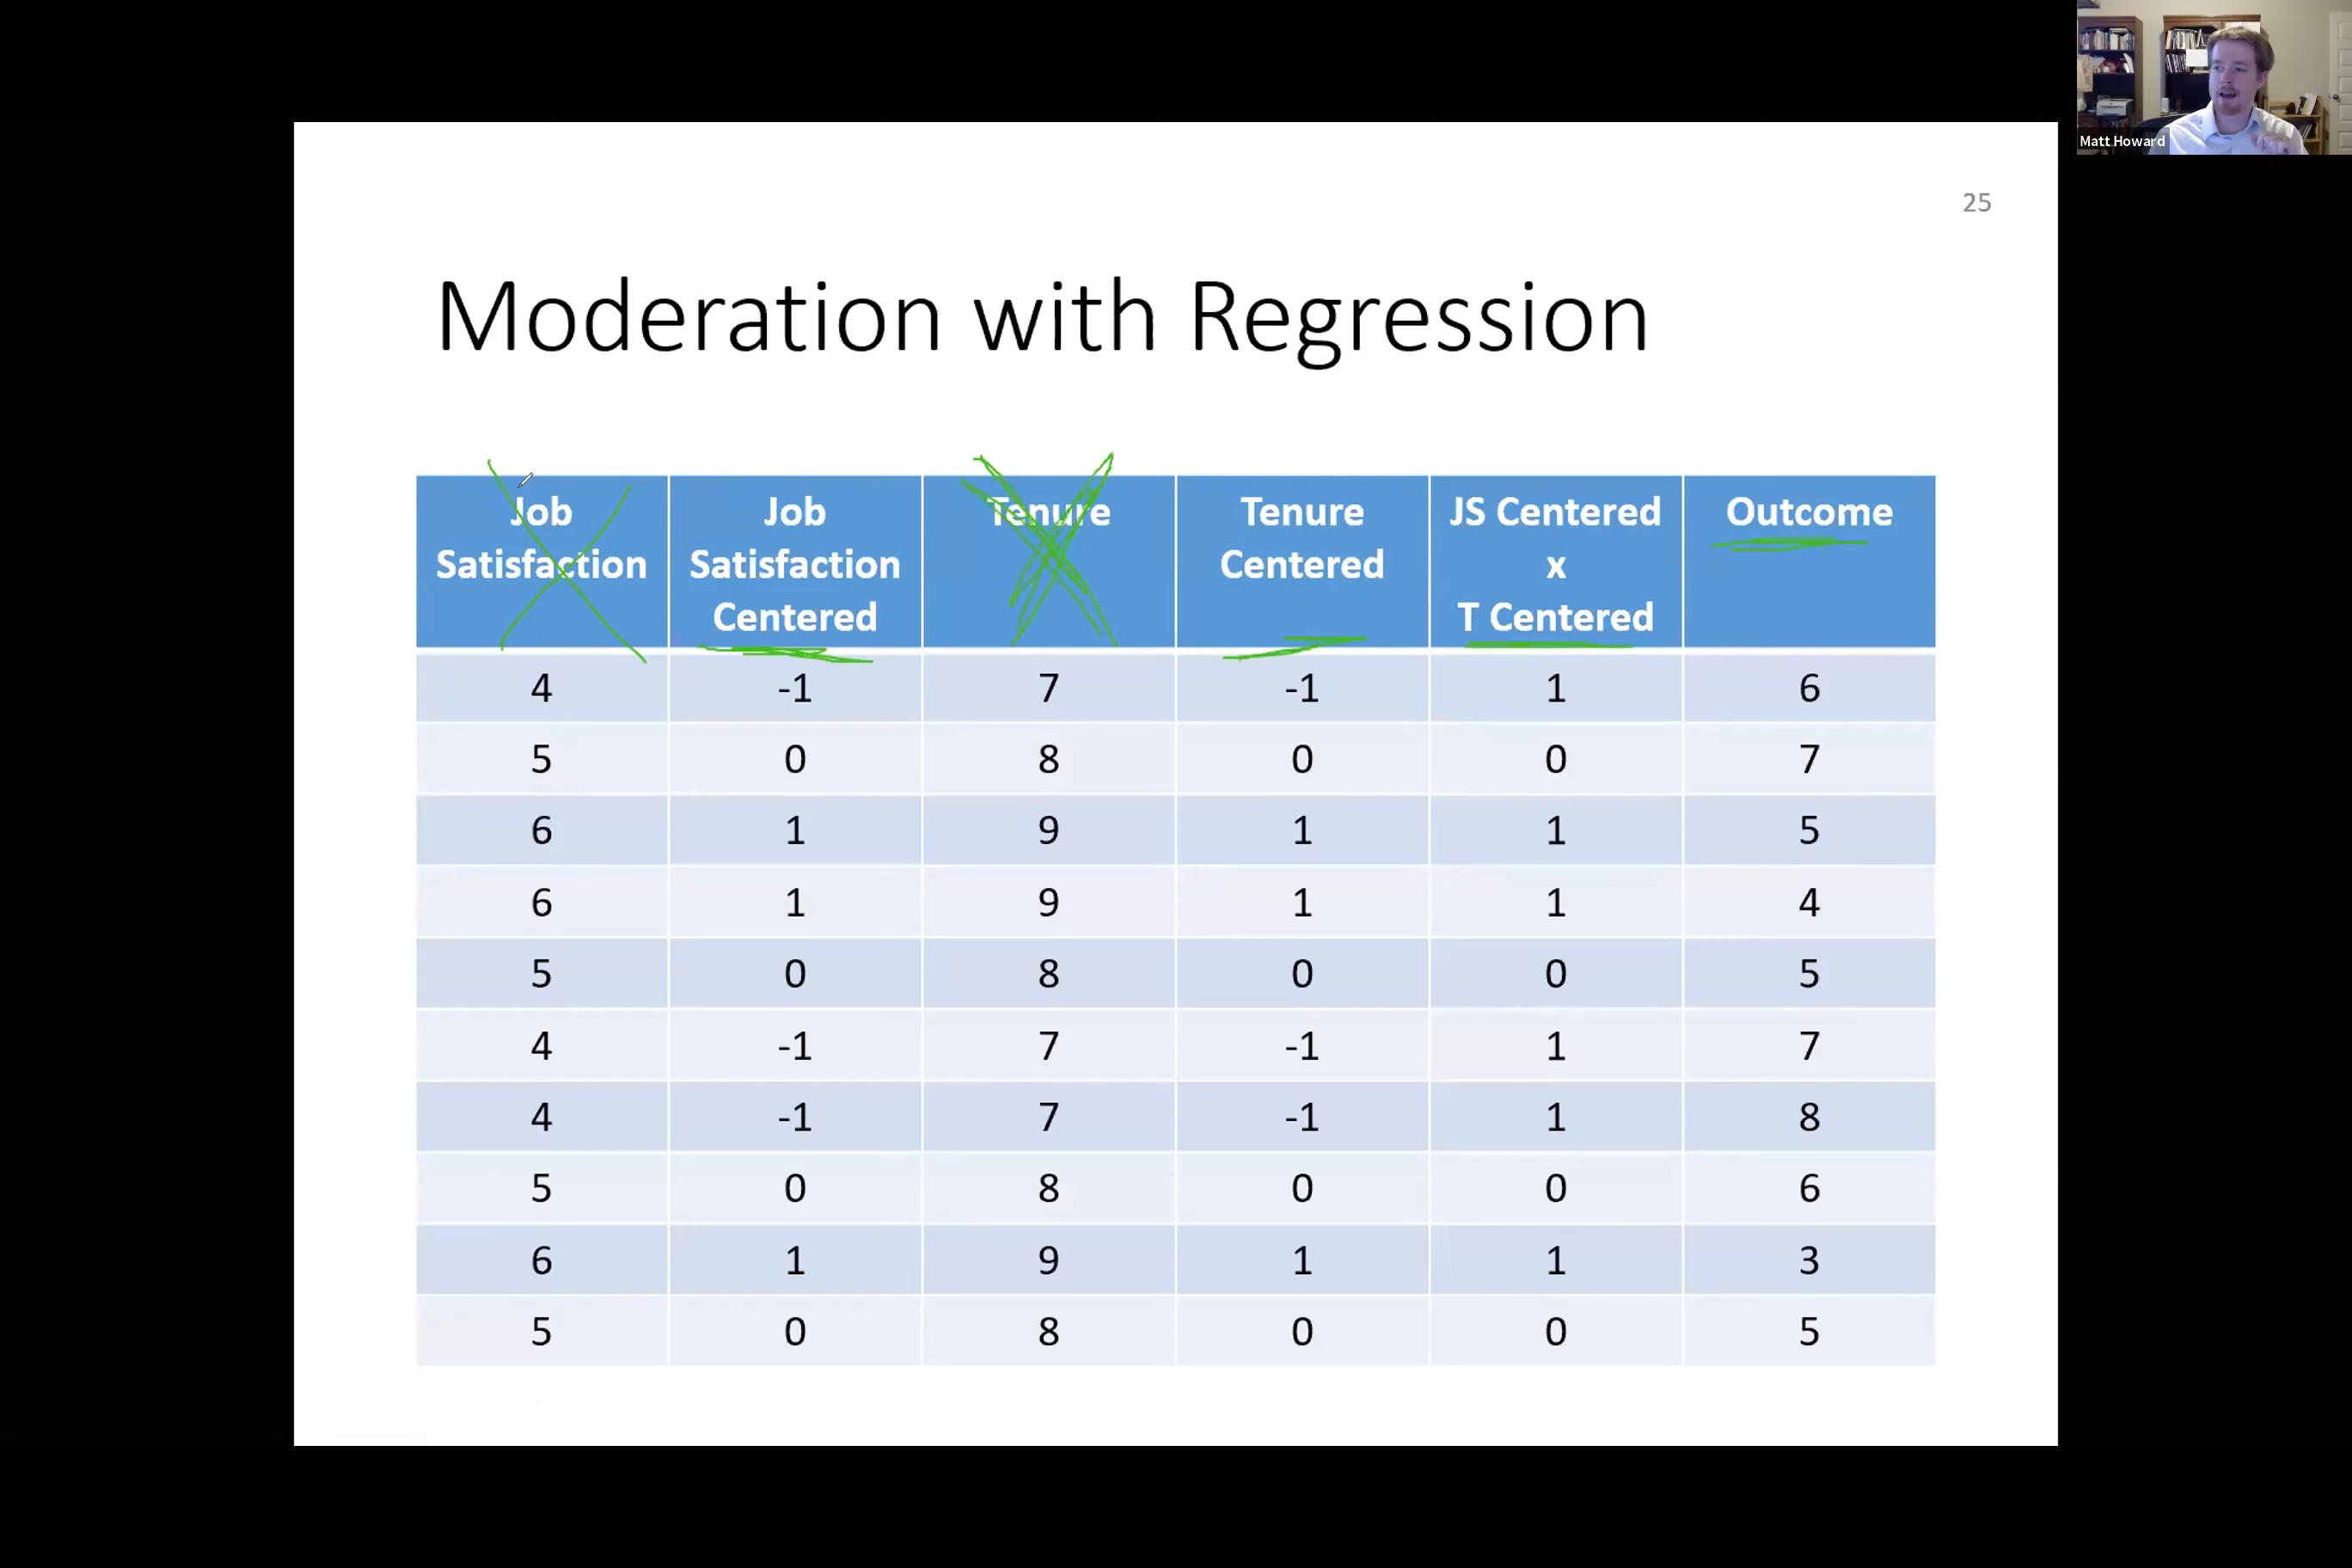 Matt Howard
25
Moderation with Regression
Job
Satisfaction
Job
Satisfaction
Centered
Tenure
Tenure
Centered
JS Centered
x
T Centered
Outcome
4 -1 7 -1 1 6
5 0 8 0 0 7
6 1 9 1 1 5
6 1 9 1 1 4
5 0 8 0 0 5
4 -1 7 -1 1 7
4 -1 7 -1 1 8
5 0 8 0 0 6
6 1 9 1 1 3
5 0 8 0 0 5